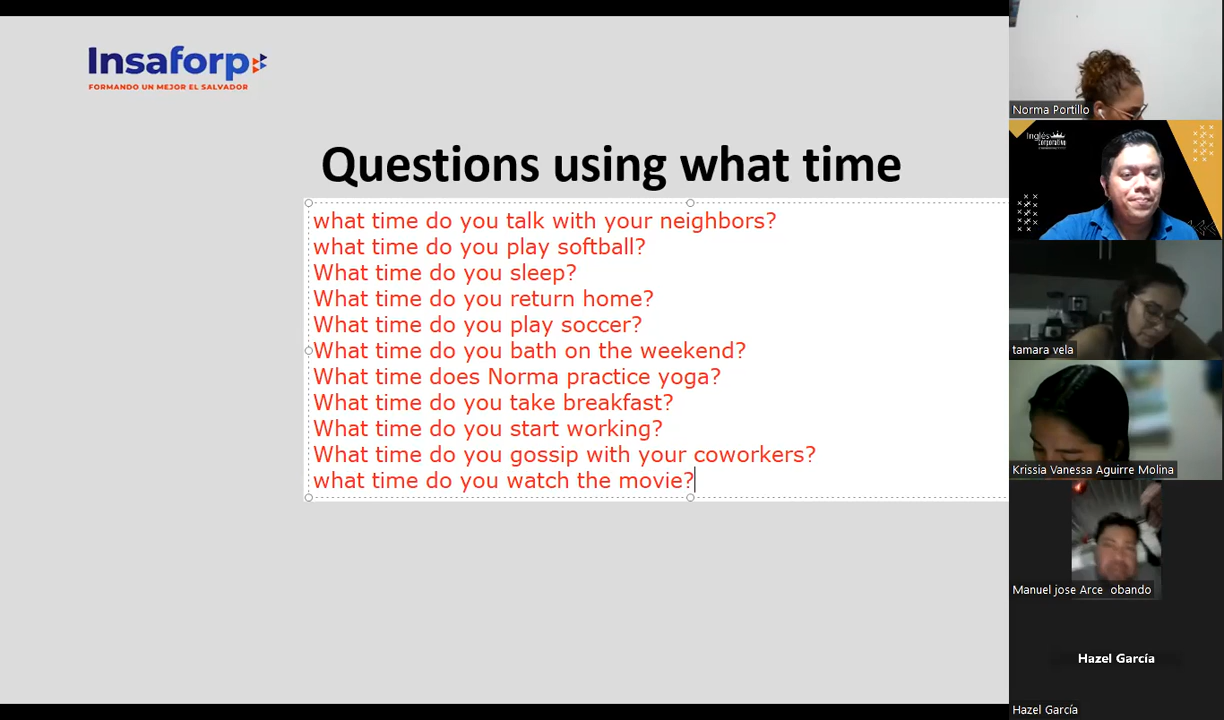 Insaforp
FORMANDO UN MEJOR EL SALVADOR
Questions using what time
what time do you talk with your neighbors?
what time do you play softball?
What time do you sleep?
What time do you return home?
What time do you play soccer?
What time do you bath on the weekend?
What time does Norma practice yoga?
What time do you take breakfast?
What time do you start working?
What time do you gossip with your coworkers?
what time do you watch the movie?
Norma Portillo
Inglés
Corporativo
tamara vela
Krissia Vanessa Aguirre Molina
Manuel jose Arce obando
Hazel García
Hazel García